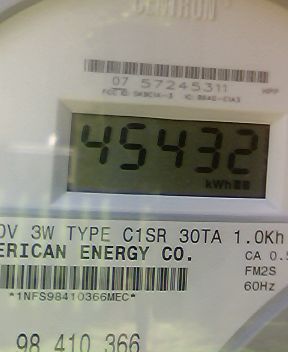 CENTRON
07 57245311
45432
kWh
0V 3W TYPE C1SR 30TA 1.0Kh
ERICAN ENERGY CO.
CA 0.5
FM2S
*1NFS98410366MEC*
60Hz
98 410 366